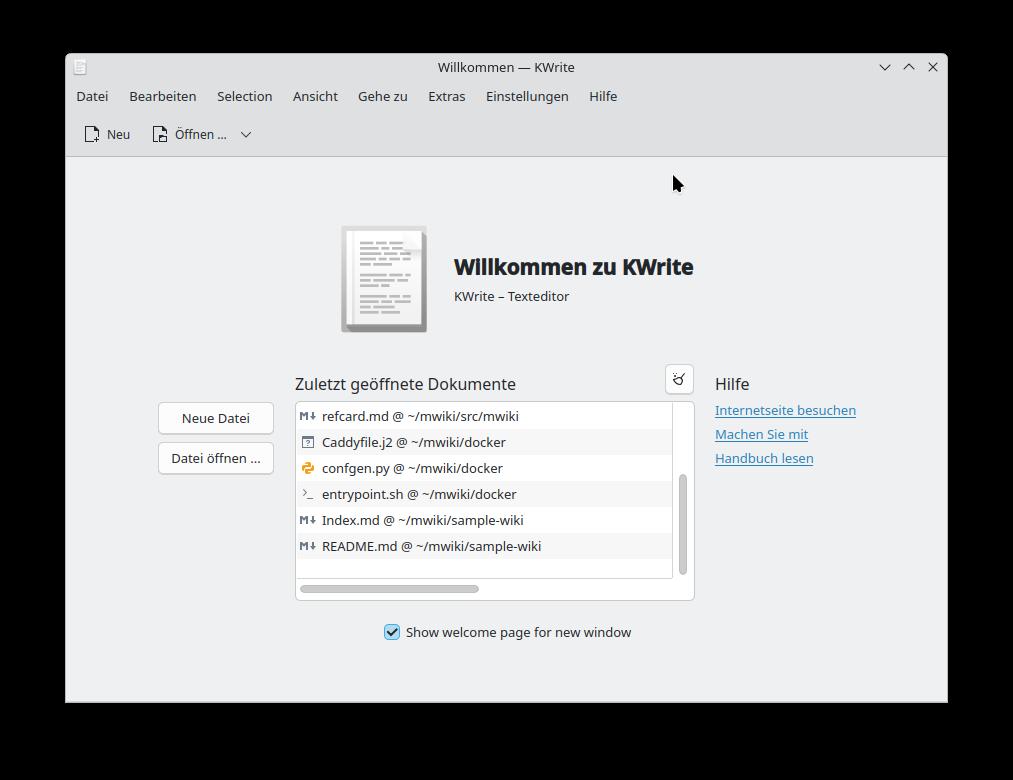 Willkommen — KWrite
Datei Bearbeiten Selection Ansicht Gehe zu Extras Einstellungen Hilfe
Neu Öffnen ...
Willkommen zu KWrite
KWrite – Texteditor
Neue Datei
Datei öffnen ...
Zuletzt geöffnete Dokumente
refcard.md @ ~/mwiki/src/mwiki
Caddyfile.j2 @ ~/mwiki/docker
confgen.py @ ~/mwiki/docker
entrypoint.sh @ ~/mwiki/docker
Index.md @ ~/mwiki/sample-wiki
README.md @ ~/mwiki/sample-wiki
Hilfe
Internetseite besuchen
Machen Sie mit
Handbuch lesen
Show welcome page for new window